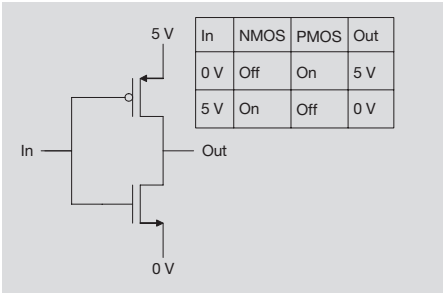 5 V
In NMOS PMOS Out
0 V Off On 5 V
5 V On Off 0 V
In
Out
0 V